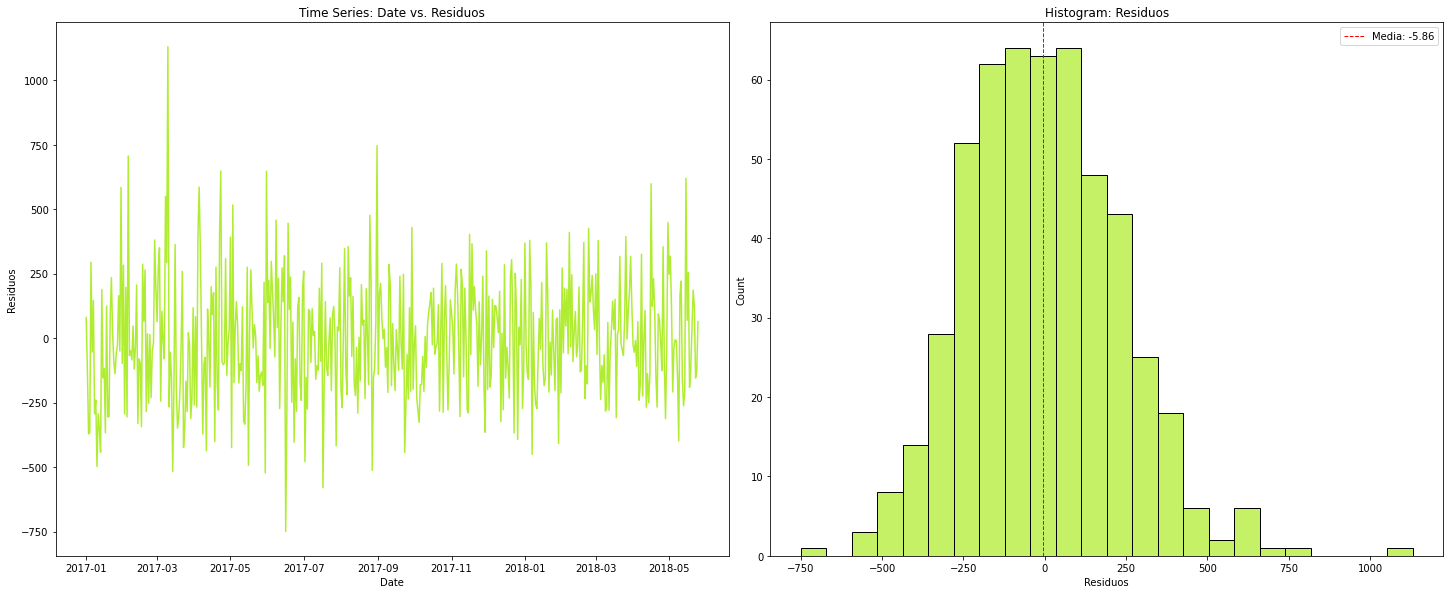 Time Series: Date vs. Residuos
Residuos
1000
750
500
250
0
−250
−500
−750
2017-01 2017-03 2017-05 2017-07 2017-09 2017-11 2018-01 2018-03 2018-05
Date
Histogram: Residuos
Media: -5.86
Count
60
50
40
30
20
10
0
−750 −500 −250 0 250 500 750 1000
Residuos